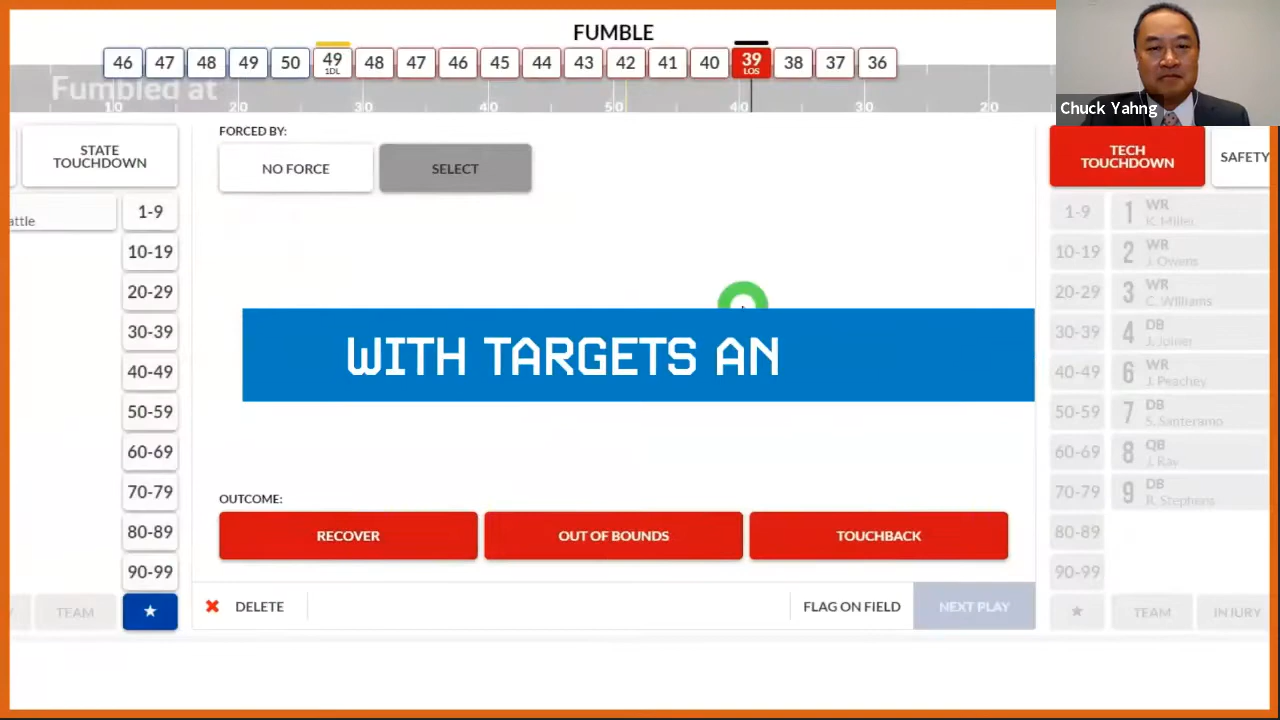 FUMBLE
46 47 48 49 50 49 48 47 46 45 44 43 42 41 40 39 38 37 36
1DL LOS
Fumbled at
10 20 30 40 50 40 30 20
Chuck Yahng
STATE
TOUCHDOWN
FORCED BY:
NO FORCE SELECT
TECH
TOUCHDOWN
SAFETY
attle
1-9
10-19
20-29
30-39
40-49
50-59
60-69
70-79
80-89
90-99
TEAM ★
WITH TARGETS AN
OUTCOME:
RECOVER OUT OF BOUNDS TOUCHBACK
DELETE FLAG ON FIELD NEXT PLAY
1-9 1 WR K. Miller
10-19 2 WR J. Owens
20-29 3 WR C. Williams
30-39 4 DB J. Joiner
40-49 6 WR J. Peachey
50-59 7 DB S. Santeramo
60-69 8 QB J. Ray
70-79 9 DB R. Stephens
80-89
90-99
★ TEAM INJURY